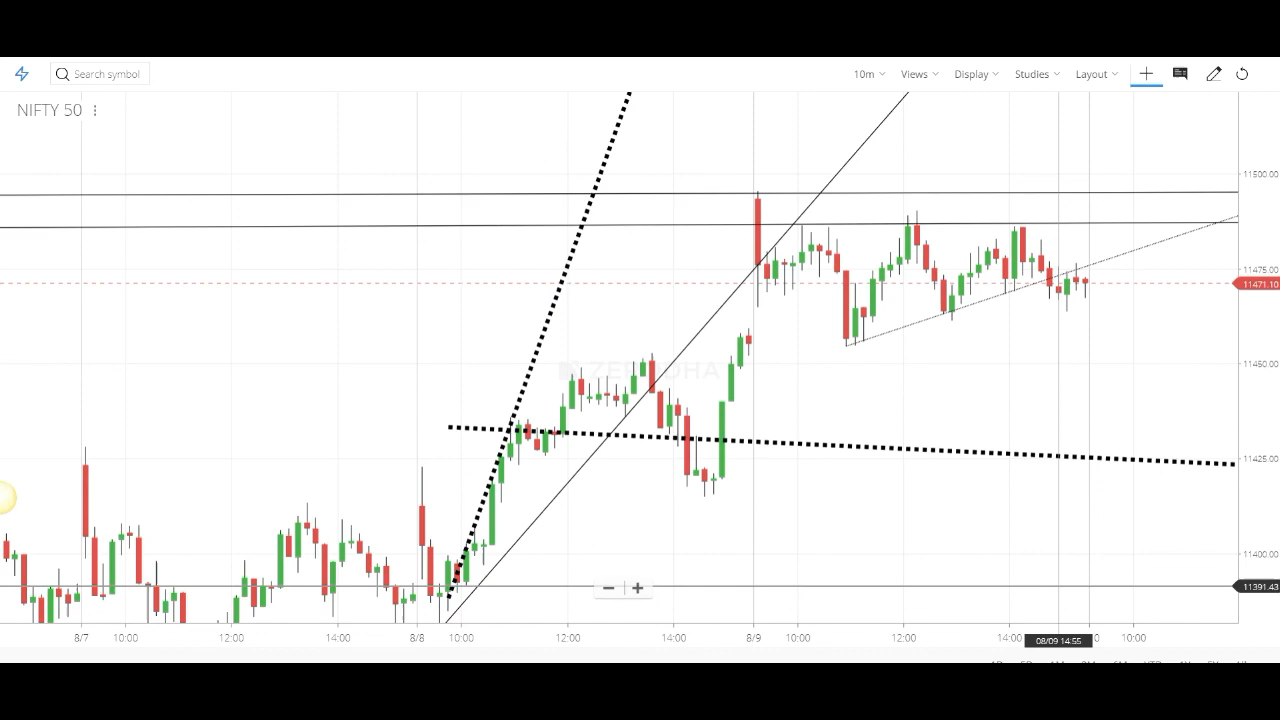 Search symbol 10m Views Display Studies Layout
NIFTY 50
11500.00
11475.00
11471.10
11450.00
ZERODHA
11425.00
11400.00
11391.43
8/7 10:00 12:00 14:00 8/8 10:00 12:00 14:00 8/9 10:00 12:00 14:00 10:00
08/09 14:55